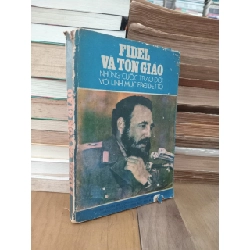 FIDEL
VÀ TÔN GIÁO
NHỮNG CUỘC TRAO ĐỔI
VỚI LINH MỤC FREI BETTO